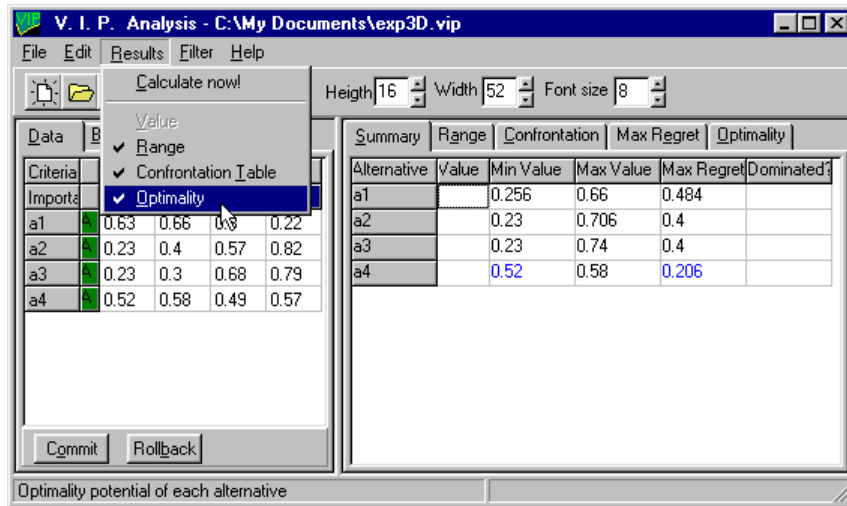 V. I. P. Analysis - C:\My Documents\exp3D.vip
File Edit Results Filter Help
Calculate now!
Value
Range
Confrontation Table
Optimality
Heigth 16 Width 52 Font size 8
Data B
Criteria
Importa
a1 A 0.63 0.66 0.22
a2 A 0.23 0.4 0.57 0.82
a3 A 0.23 0.3 0.68 0.79
a4 A 0.52 0.58 0.49 0.57
Commit Rollback
Summary Range Confrontation Max Regret Optimality
Alternative Value Min Value Max Value Max Regret Dominated?
a1 0.256 0.66 0.484
a2 0.23 0.706 0.4
a3 0.23 0.74 0.4
a4 0.52 0.58 0.206
Optimality potential of each alternative